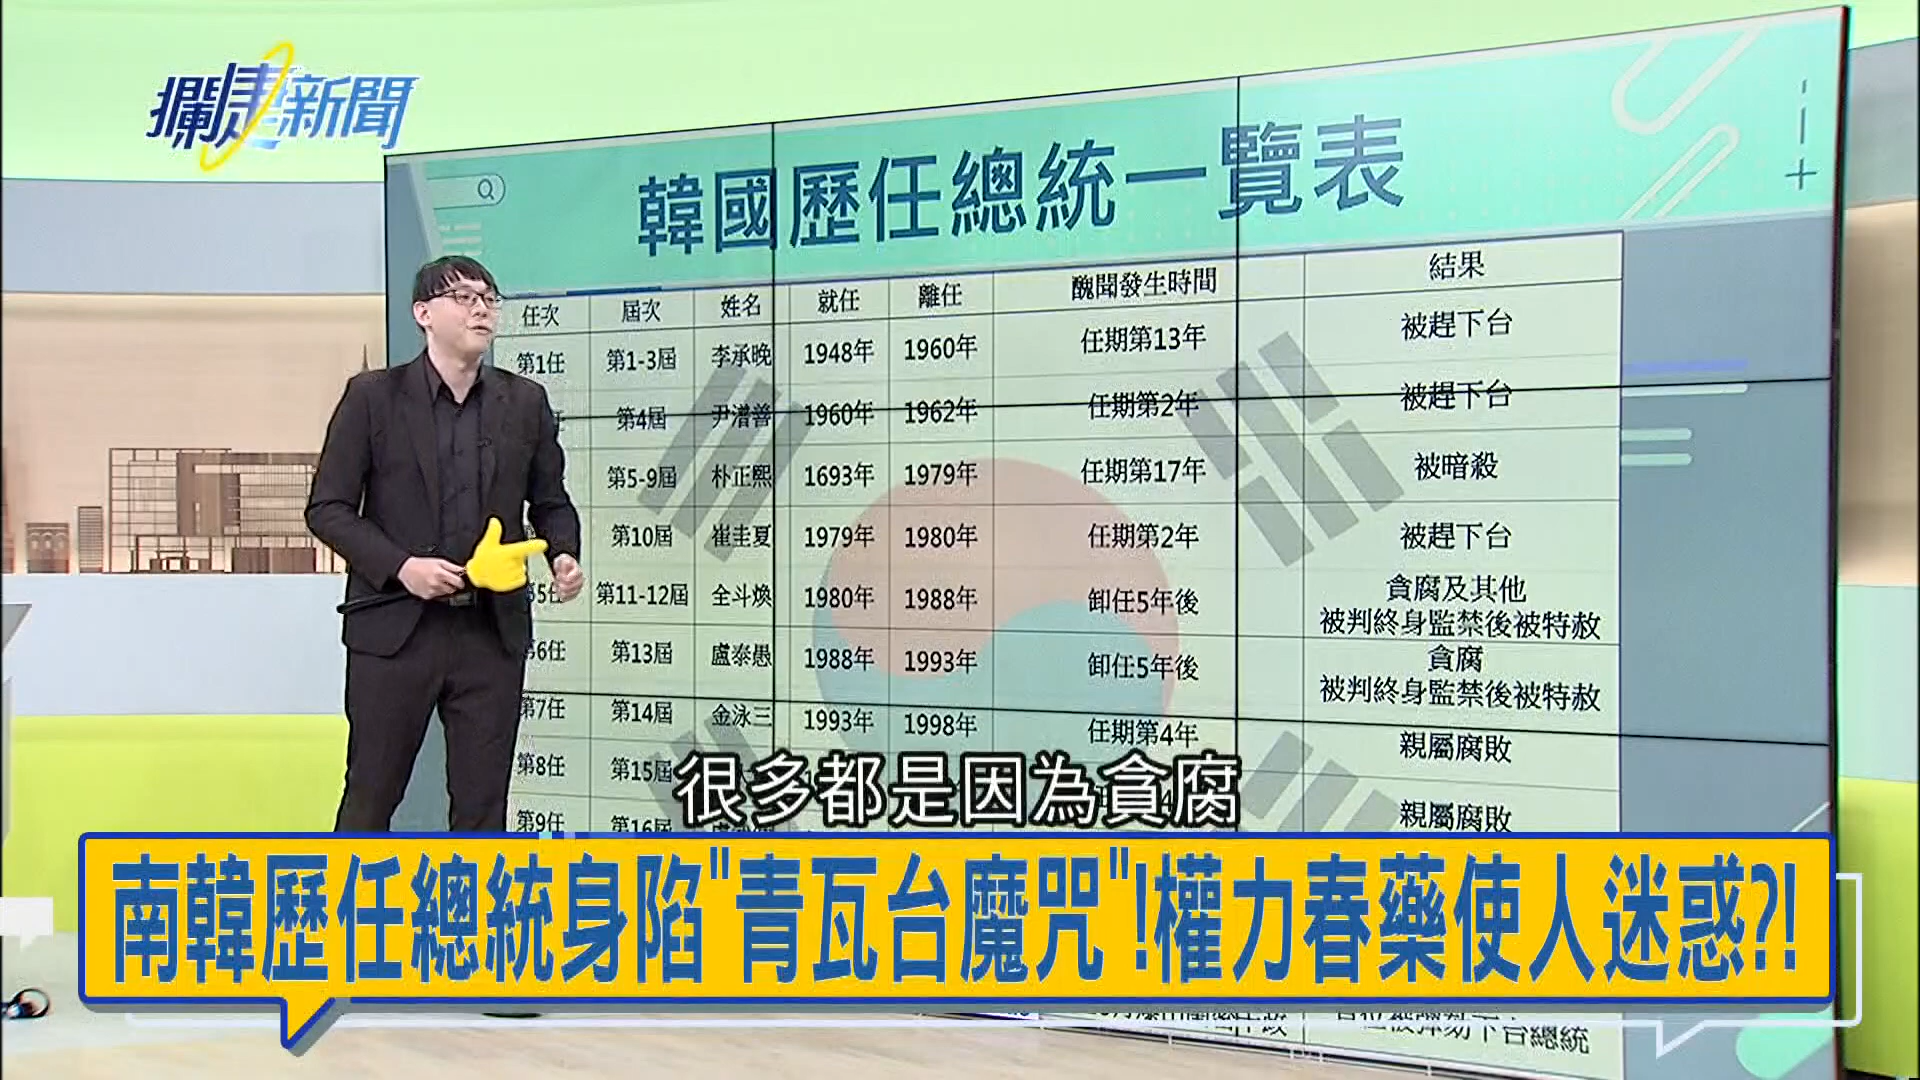 攔截新聞
韓國歷任總統一覽表
任次 屆次 姓名 就任 離任 醜聞發生時間 結果
第1任 第1-3屆 李承晚 1948年 1960年 任期第13年 被趕下台
任 第4屆 尹潽善 1960年 1962年 任期第2年 被趕下台
第5-9屆 朴正熙 1693年 1979年 任期第17年 被暗殺
第10屆 崔圭夏 1979年 1980年 任期第2年 被趕下台
第5任 第11-12屆 全斗煥 1980年 1988年 卸任5年後 貪腐及其他
被判終身監禁後被特赦
第6任 第13屆 盧泰愚 1988年 1993年 卸任5年後 貪腐
被判終身監禁後被特赦
第7任 第14屆 金泳三 1993年 1998年 任期第4年 親屬腐敗
第8任 第15屆 親屬腐敗
第9任 第16屆
很多都是因為貪腐
南韓歷任總統身陷"青瓦台魔咒"!權力春藥使人迷惑?!